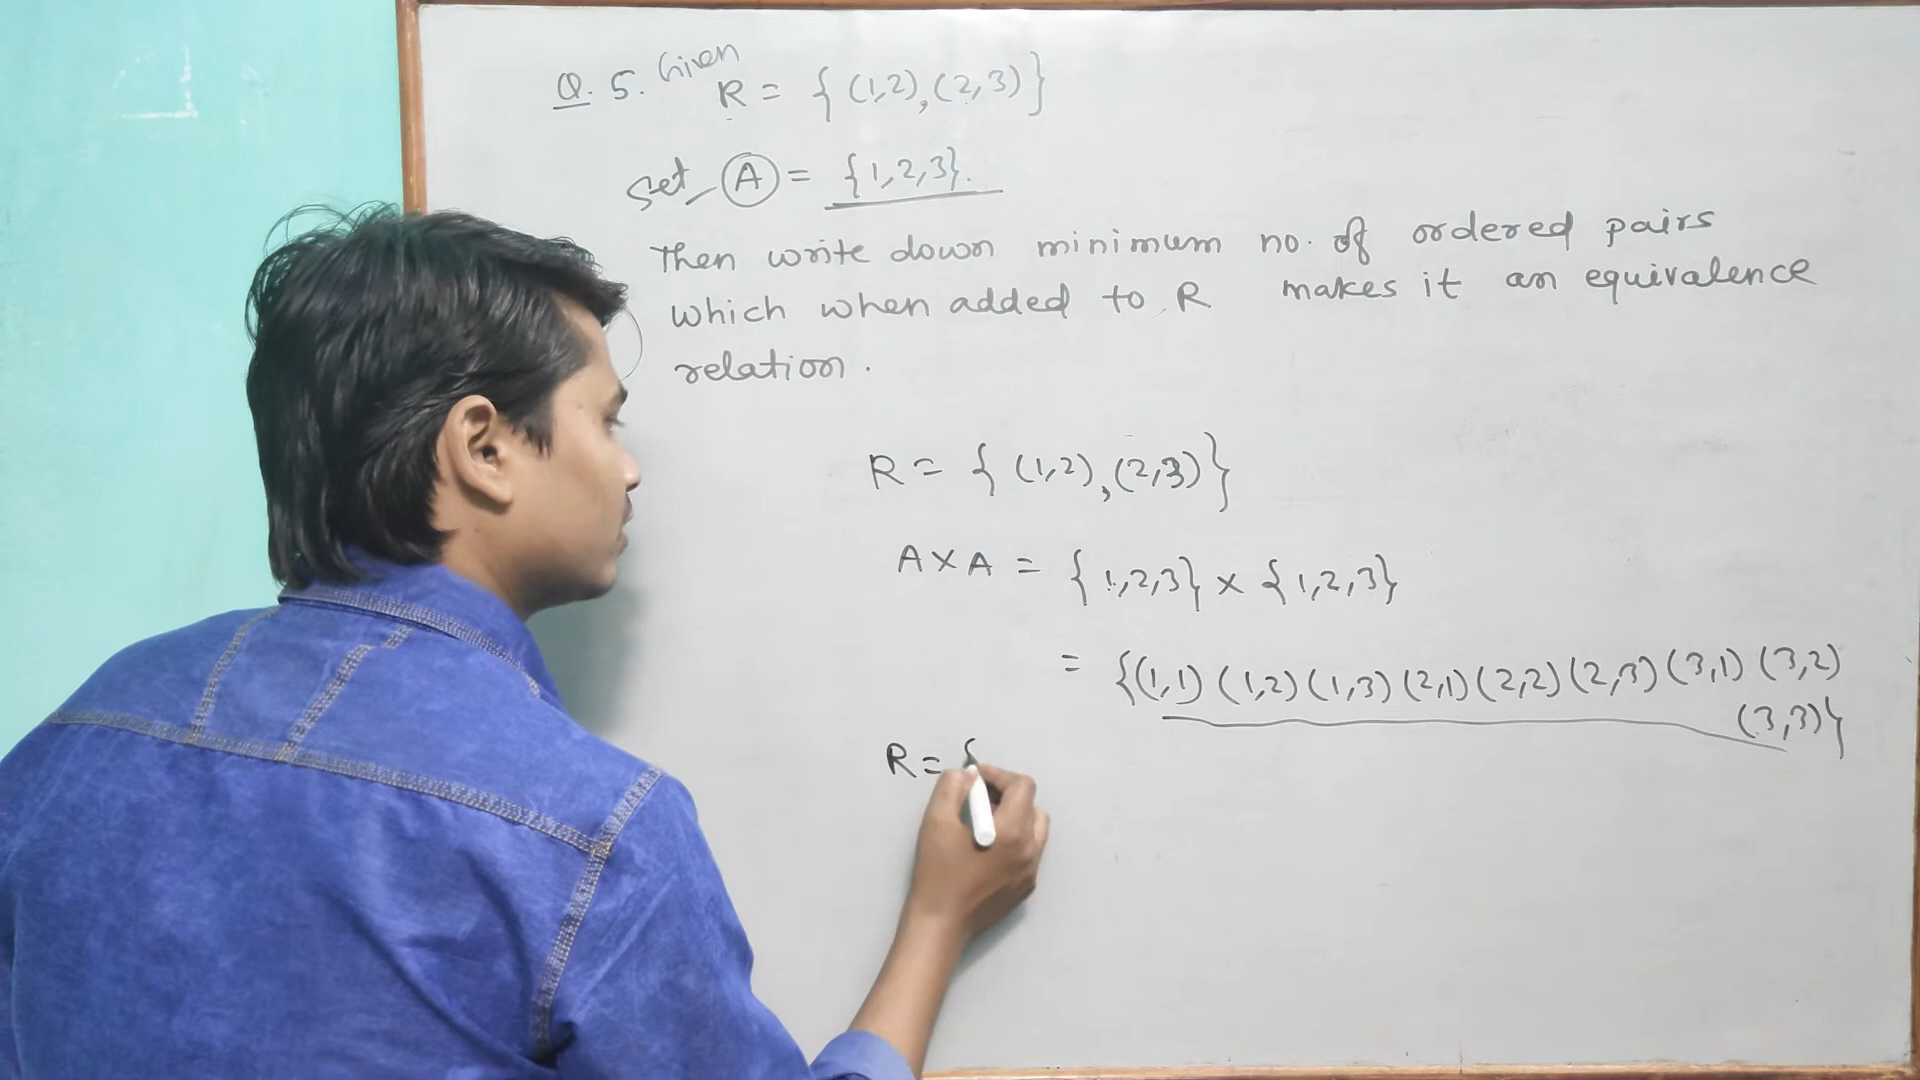 Q. 5. Given R = { (1,2), (2,3) }
set A = {1,2,3}.
Then write down minimum no. of ordered pairs
which when added to R makes it an equivalence
relation.
R = { (1,2), (2,3) }
A × A = { 1,2,3} × { 1,2,3}
= {(1,1) (1,2) (1,3) (2,1) (2,2) (2,3) (3,1) (3,2)
(3,3)}
R = {